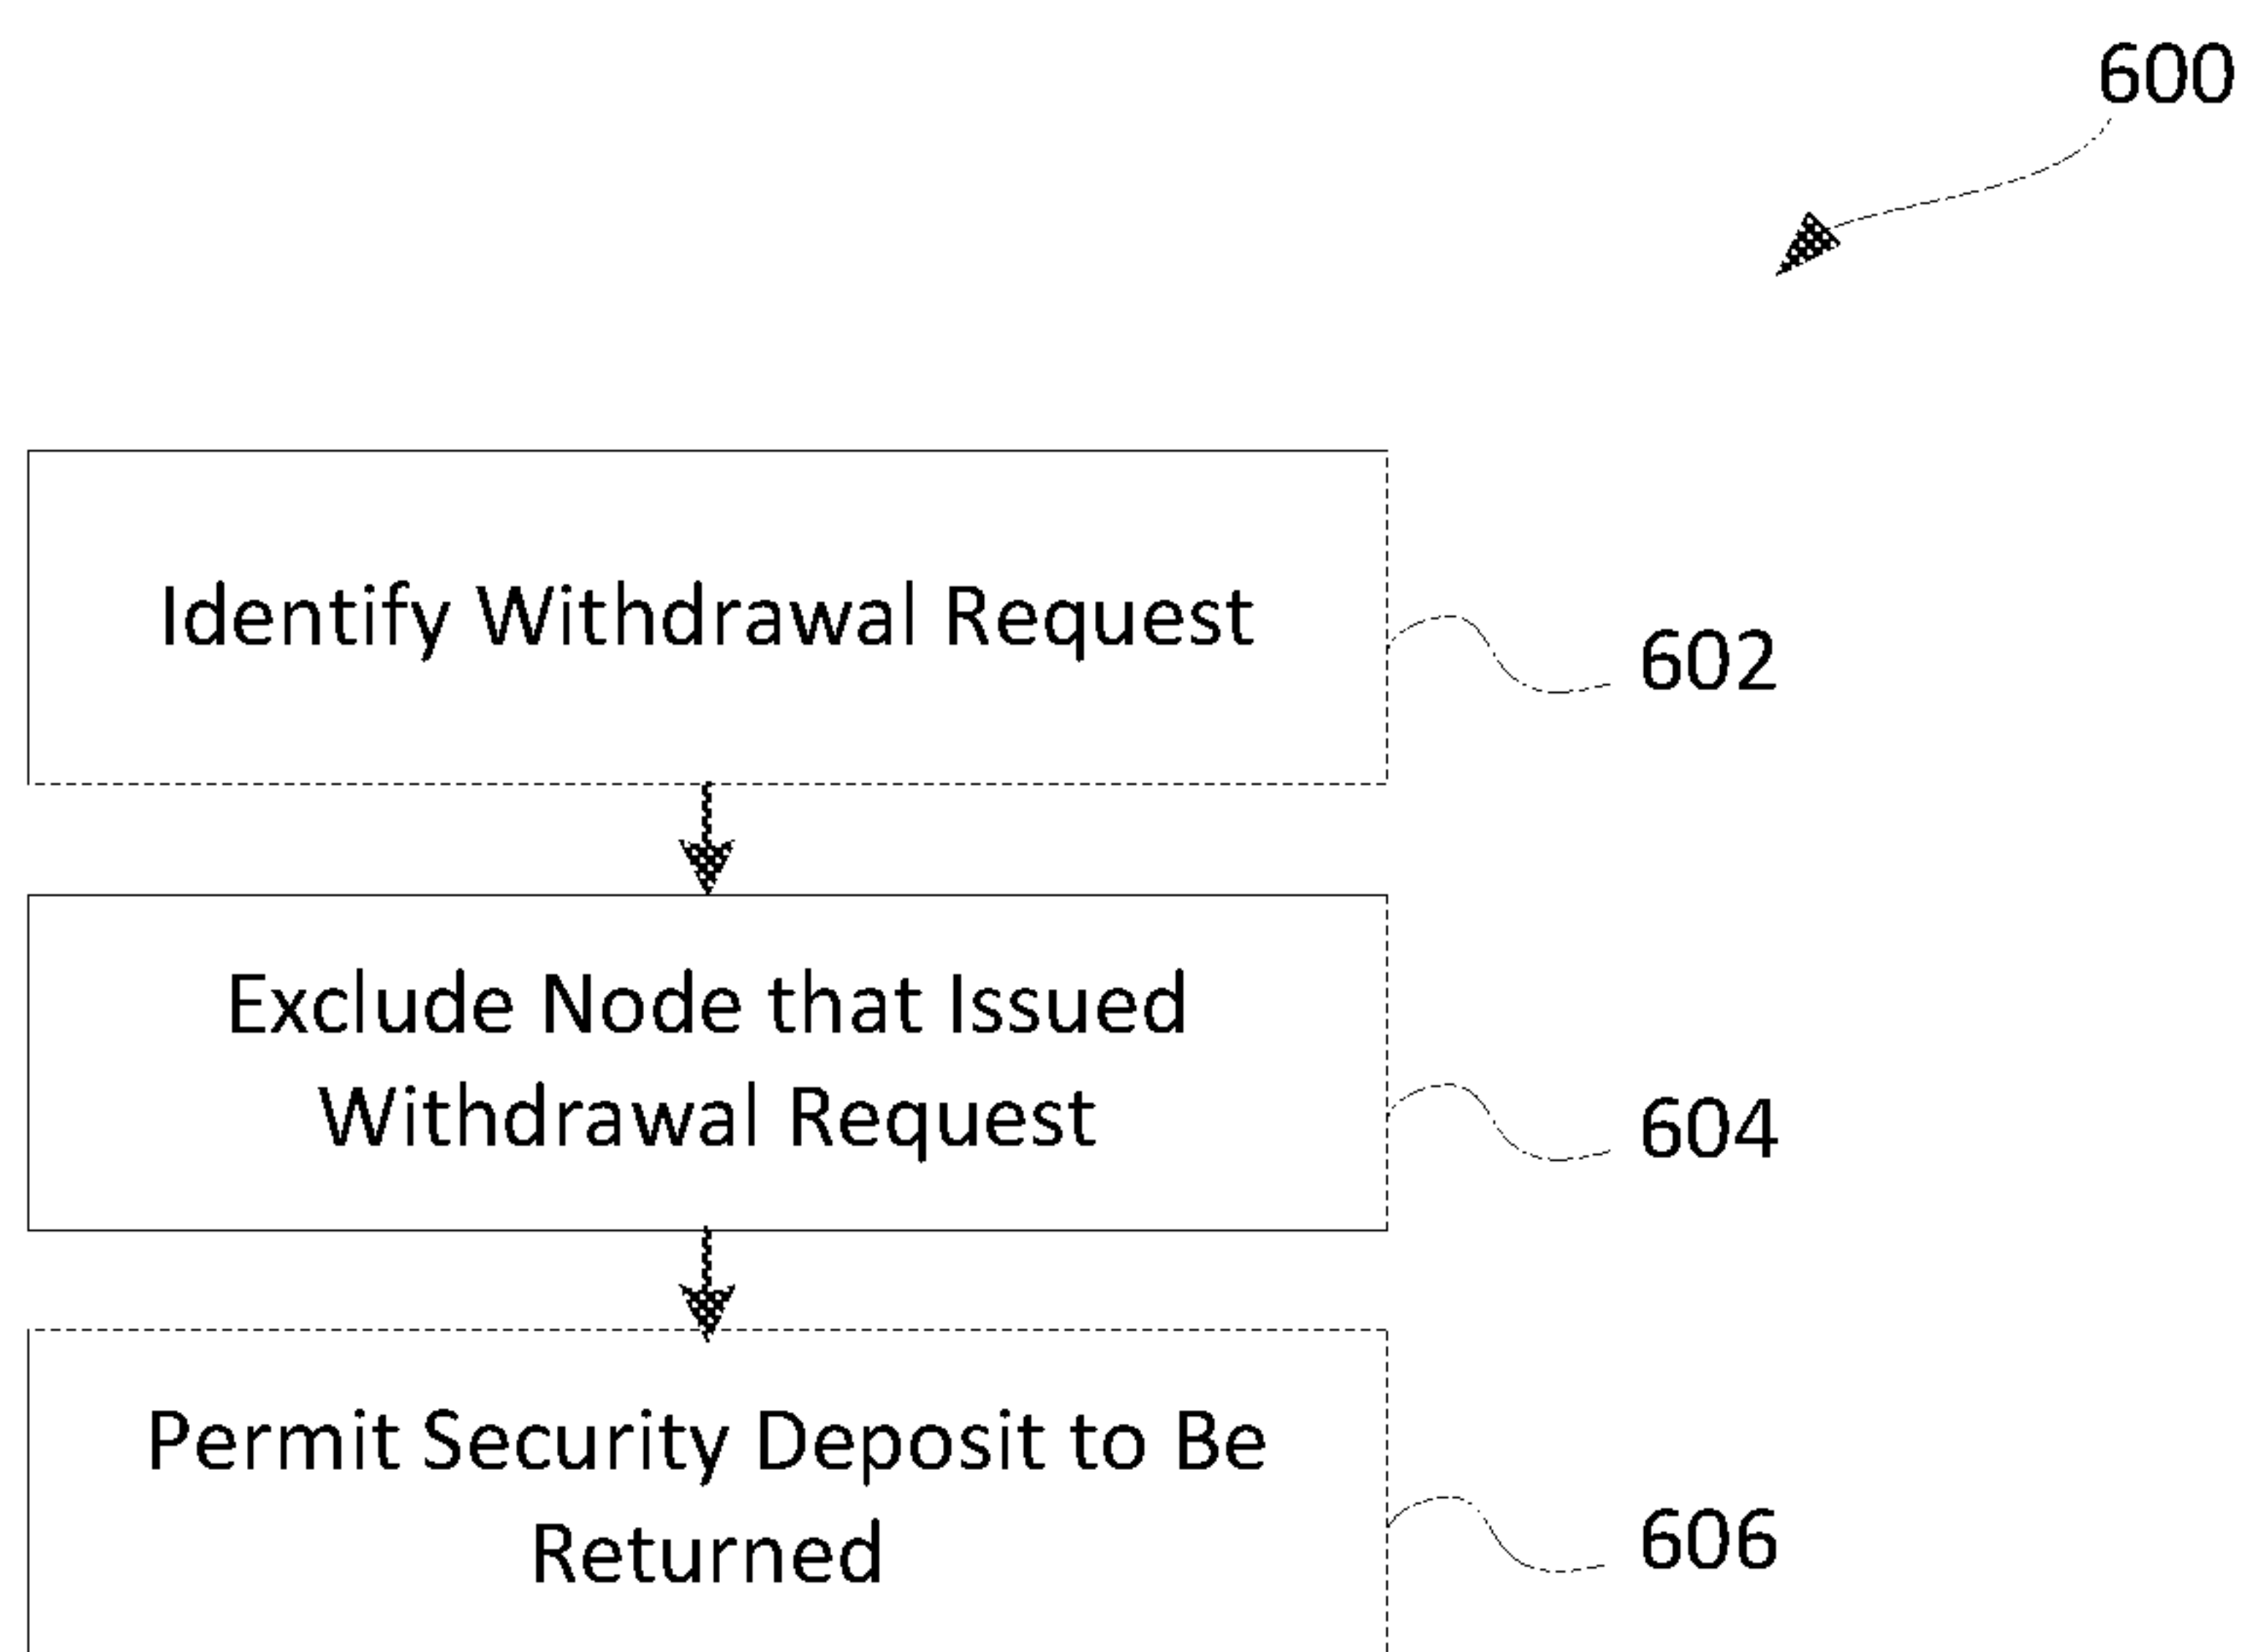 600
Identify Withdrawal Request
602
Exclude Node that Issued
Withdrawal Request
604
Permit Security Deposit to Be
Returned
606